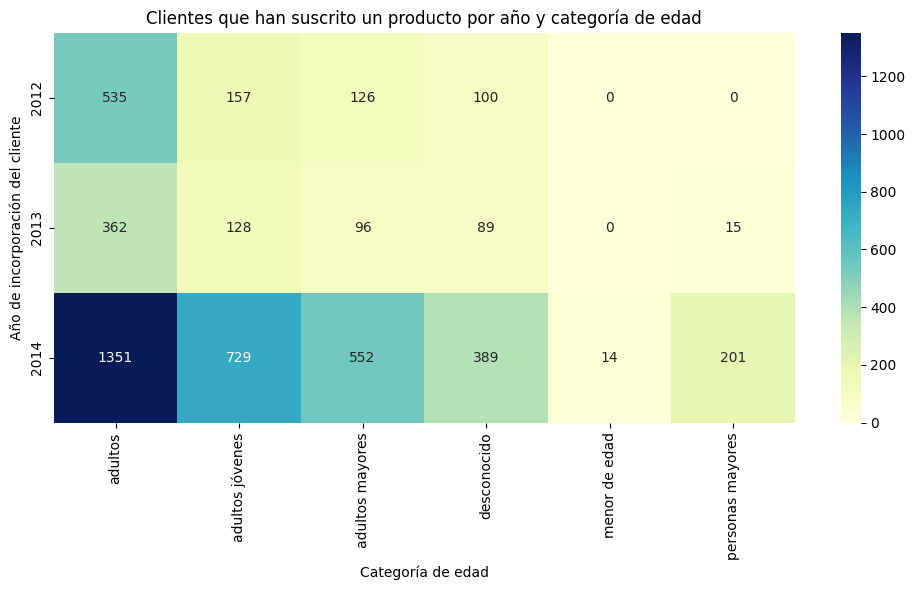 Clientes que han suscrito un producto por año y categoría de edad
Año de incorporación del cliente
2012
535 157 126 100 0 0
2013
362 128 96 89 0 15
2014
1351 729 552 389 14 201
adultos
adultos jóvenes
adultos mayores
desconocido
menor de edad
personas mayores
Categoría de edad
1200
1000
800
600
400
200
0